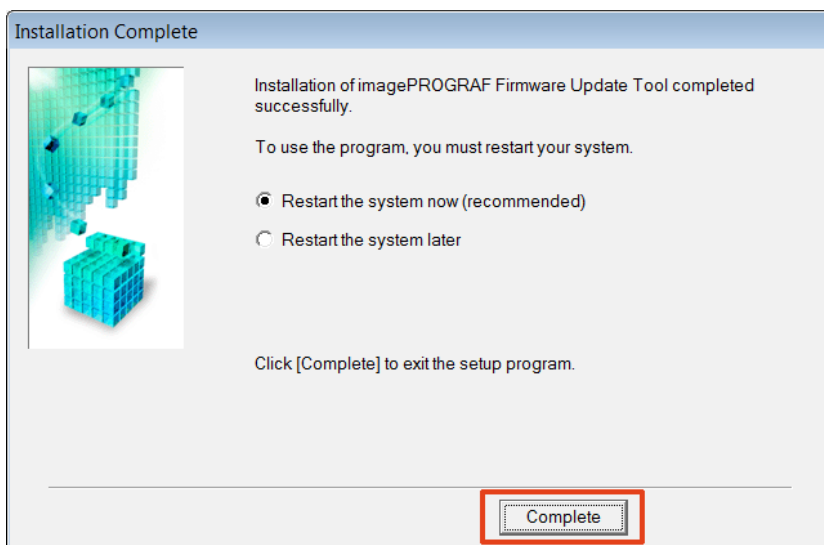 Installation Complete
Installation of imagePROGRAF Firmware Update Tool completed
successfully.
To use the program, you must restart your system.
Restart the system now (recommended)
Restart the system later
Click [Complete] to exit the setup program.
Complete